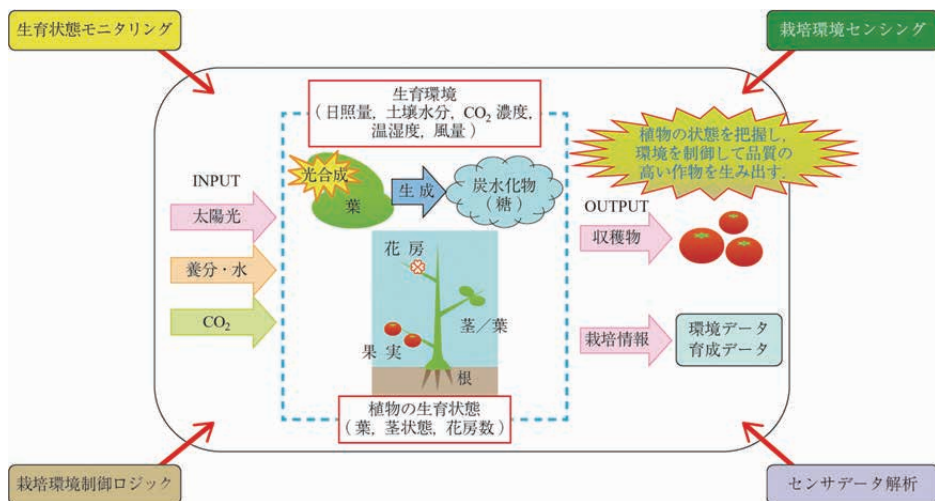 生育状態モニタリング
栽培環境センシング
生育環境
（日照量，土壌水分，CO₂ 濃度，
温湿度，風量）
植物の状態を把握し，
環境を制御して品質の
高い作物を生み出す．
INPUT
太陽光
養分・水
CO₂
光合成
葉
生 成
炭水化物
（糖）
花 房
茎／葉
果 実
根
植物の生育状態
（葉，茎状態，花房数）
OUTPUT
収穫物
栽培情報
環境データ
育成データ
栽培環境制御ロジック
センサデータ解析